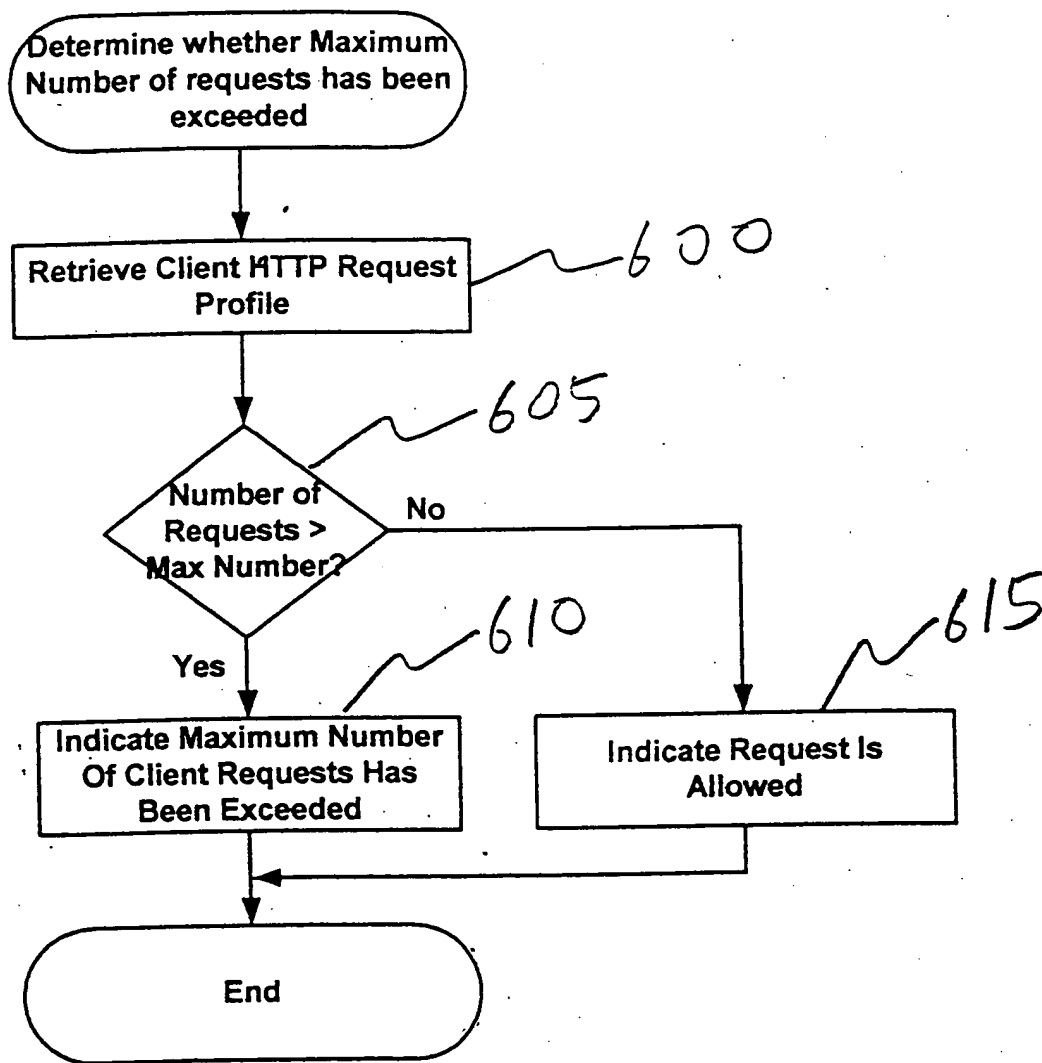 Determine whether Maximum
Number of requests has been
exceeded
Retrieve Client HTTP Request
Profile
600
605
Number of
Requests >
Max Number?
No
Yes
610
615
Indicate Maximum Number
Of Client Requests Has
Been Exceeded
Indicate Request Is
Allowed
End